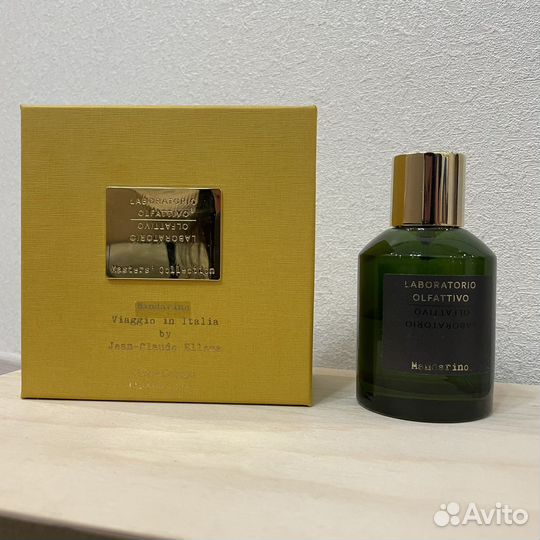 LABORATORIO
OLFATTIVO
OLFATTIVO
LABORATORIO
Masters' Collection
Mandarino
Viaggio in Italia
by
Jean-Claude Ellena
LABORATORIO
OLFATTIVO
OLFATTIVO
LABORATORIO
Mandarino
Avito